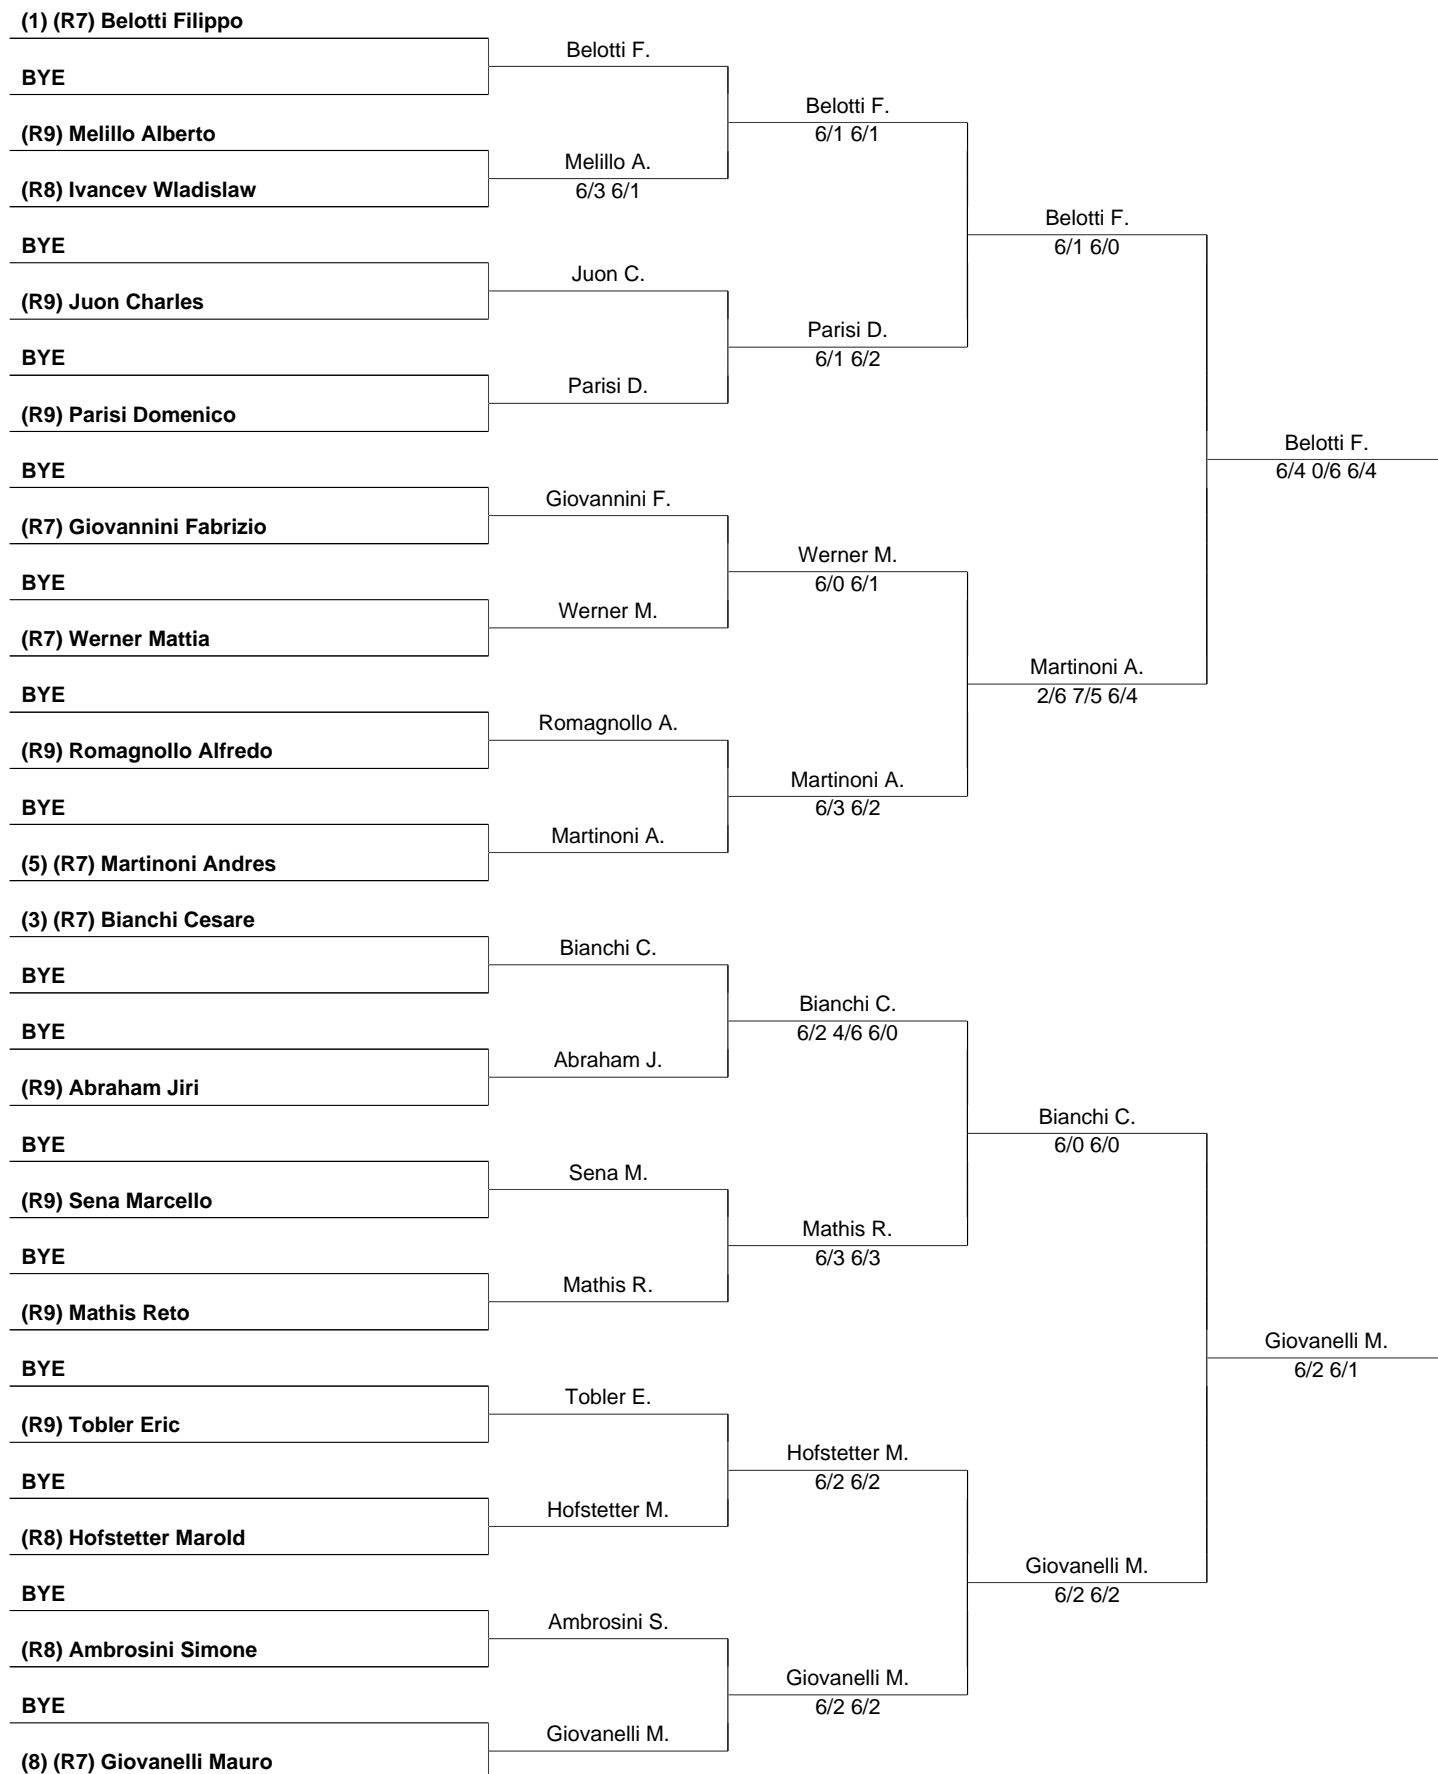 (1) (R7) Belotti Filippo
BYE
(R9) Melillo Alberto
(R8) Ivancev Wladislaw
BYE
(R9) Juon Charles
BYE
(R9) Parisi Domenico
BYE
(R7) Giovannini Fabrizio
BYE
(R7) Werner Mattia
BYE
(R9) Romagnollo Alfredo
BYE
(5) (R7) Martinoni Andres
(3) (R7) Bianchi Cesare
BYE
BYE
(R9) Abraham Jiri
BYE
(R9) Sena Marcello
BYE
(R9) Mathis Reto
BYE
(R9) Tobler Eric
BYE
(R8) Hofstetter Marold
BYE
(R8) Ambrosini Simone
BYE
(8) (R7) Giovanelli Mauro
Belotti F.
Melillo A.
6/3 6/1
Juon C.
Parisi D.
Giovannini F.
Werner M.
Romagnollo A.
Martinoni A.
Bianchi C.
Abraham J.
Sena M.
Mathis R.
Tobler E.
Hofstetter M.
Ambrosini S.
Giovanelli M.
Belotti F.
6/1 6/1
Parisi D.
6/1 6/2
Werner M.
6/0 6/1
Martinoni A.
6/3 6/2
Bianchi C.
6/2 4/6 6/0
Mathis R.
6/3 6/3
Hofstetter M.
6/2 6/2
Giovanelli M.
6/2 6/2
Belotti F.
6/1 6/0
Martinoni A.
2/6 7/5 6/4
Bianchi C.
6/0 6/0
Giovanelli M.
6/2 6/2
Belotti F.
6/4 0/6 6/4
Giovanelli M.
6/2 6/1